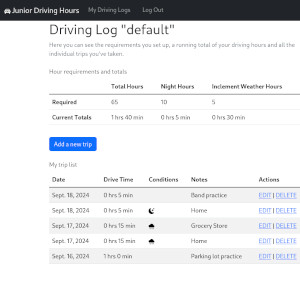 Junior Driving Hours My Driving Logs Log Out
Driving Log "default"
Here you can see the requirements you set up, a running total of your driving hours and all the
individual trips you've taken.
Hour requirements and totals
Total Hours Night Hours Inclement Weather Hours
Required 65 10 5
Current Totals 1 hrs 40 min 0 hrs 5 min 0 hrs 30 min
Add a new trip
My trip list
Date Drive Time Conditions Notes Actions
Sept. 18, 2024 0 hrs 5 min Band practice EDIT | DELETE
Sept. 18, 2024 0 hrs 5 min Home EDIT | DELETE
Sept. 17, 2024 0 hrs 15 min Grocery Store EDIT | DELETE
Sept. 17, 2024 0 hrs 15 min Home EDIT | DELETE
Sept. 16, 2024 1 hrs 0 min Parking lot practice EDIT | DELETE